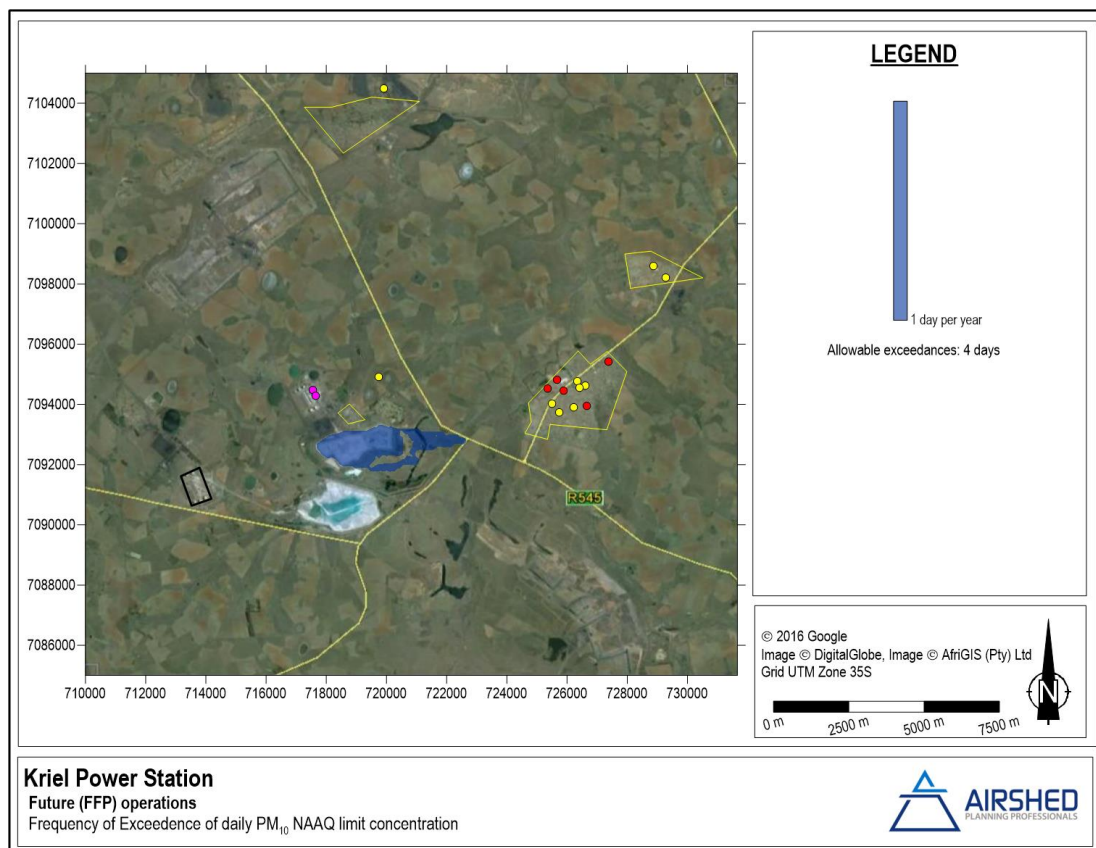 LEGEND
1 day per year
Allowable exceedances: 4 days
7104000
7102000
7100000
7098000
7096000
7094000
7092000
7090000
7088000
7086000
R545
710000 712000 714000 716000 718000 720000 722000 724000 726000 728000 730000
© 2016 Google
Image © DigitalGlobe, Image © AfriGIS (Pty) Ltd
Grid UTM Zone 35S
N
0 m 2500 m 5000 m 7500 m
Kriel Power Station
Future (FFP) operations
Frequency of Exceedence of daily PM₁₀ NAAQ limit concentration
AIRSHED
PLANNING PROFESSIONALS